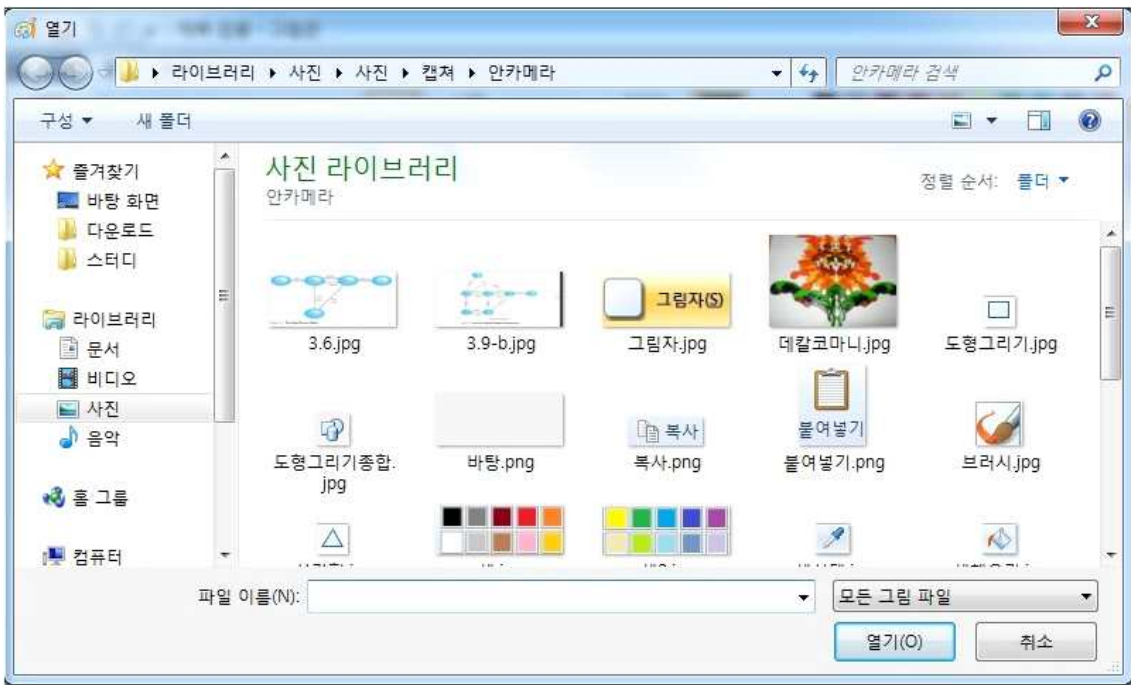 열기
라이브러리 ▸ 사진 ▸ 사진 ▸ 캡져 ▸ 안카메라
안카메라 검색
구성
새 폴더
즐겨찾기
바탕 화면
다운로드
스터디
라이브러리
문서
비디오
사진
음악
홈 그룹
컴퓨터
사진 라이브러리
안카메라
정렬 순서: 폴더
그림자(S)
3.6.jpg
3.9-b.jpg
그림자.jpg
데칼코마니.jpg
도형그리기.jpg
복사
붙여넣기
도형그리기종합.
jpg
바탕.png
복사.png
붙여넣기.png
브러시.jpg
파일 이름(N):
모든 그림 파일
열기(O)
취소